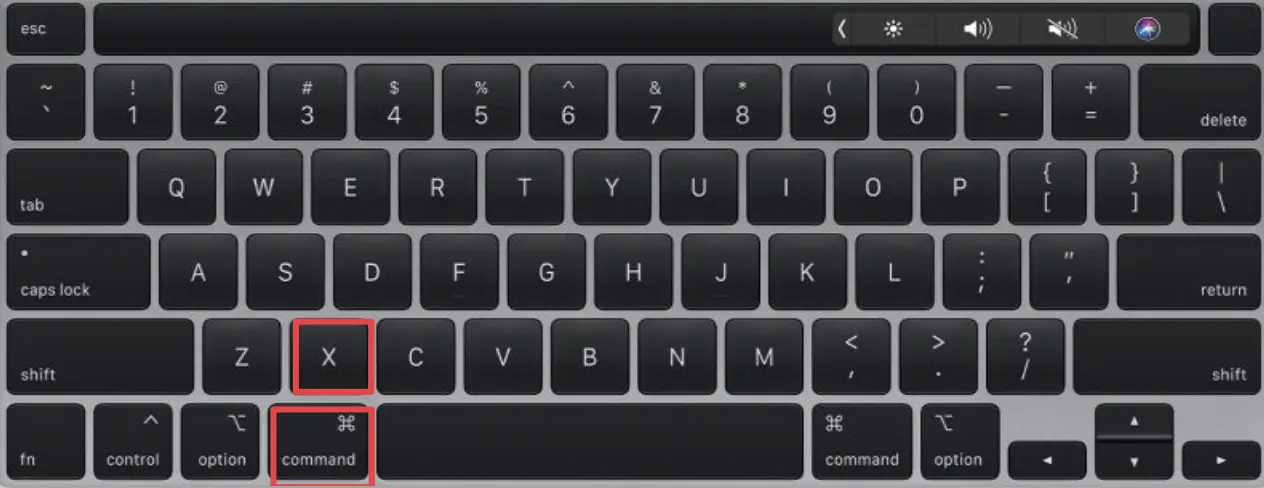 esc
~ ! @ # $ % ^ & * ( ) — +
` 1 2 3 4 5 6 7 8 9 0 - = delete
tab Q W E R T Y U I O P { [ } ] | \
caps lock A S D F G H J K L : ; " ' return
shift Z X C V B N M < , > . ? / shift
fn ^ control ⌥ option ⌘ command ⌘ command ⌥ option ◄ ▲ ▼ ►